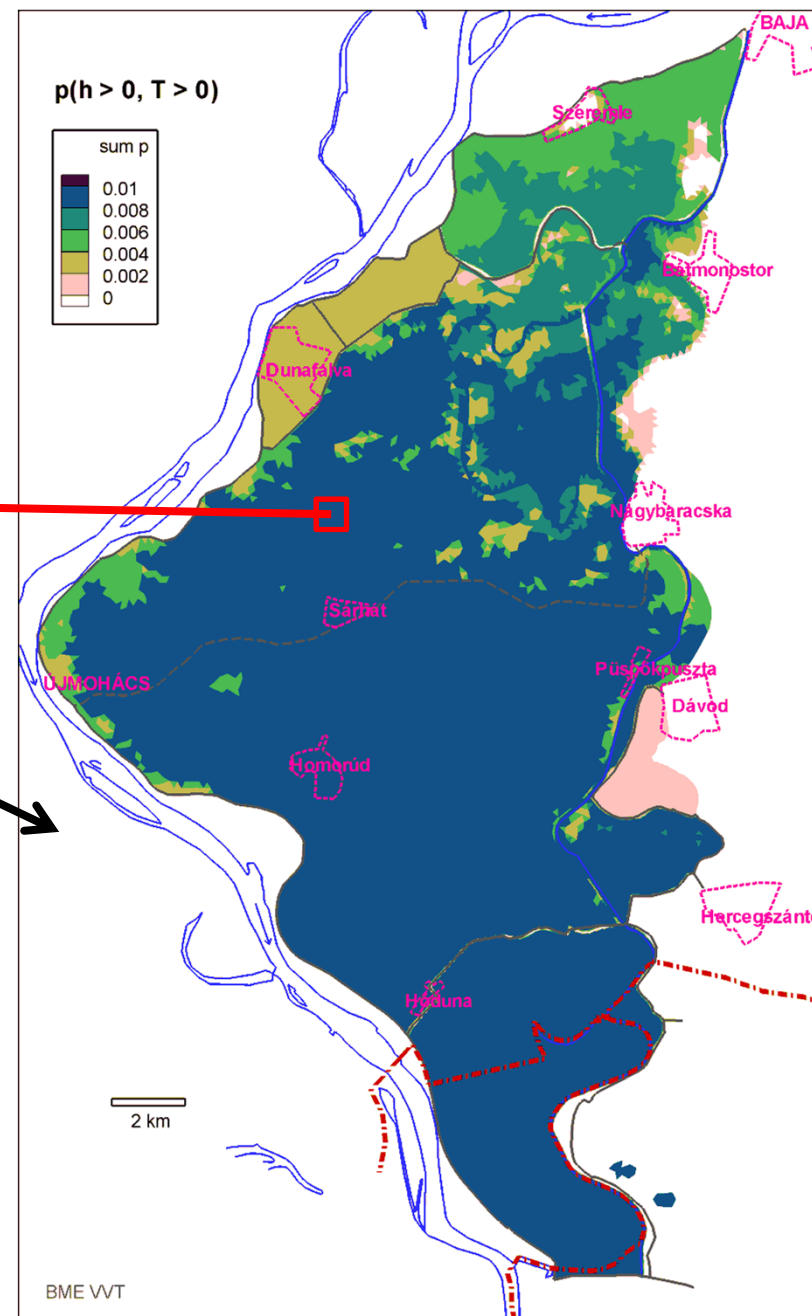 BAJA
p(h > 0, T > 0)
sum p
0.01
0.008
0.006
0.004
0.002
0
Szeremle
Bátmonostor
Dunafalva
Nagybaracska
Sárhát
Püspökpuszta
ÚJMOHÁCS
Dávod
Homorúd
Hercegszántó
Hóduna
2 km
BME VVT